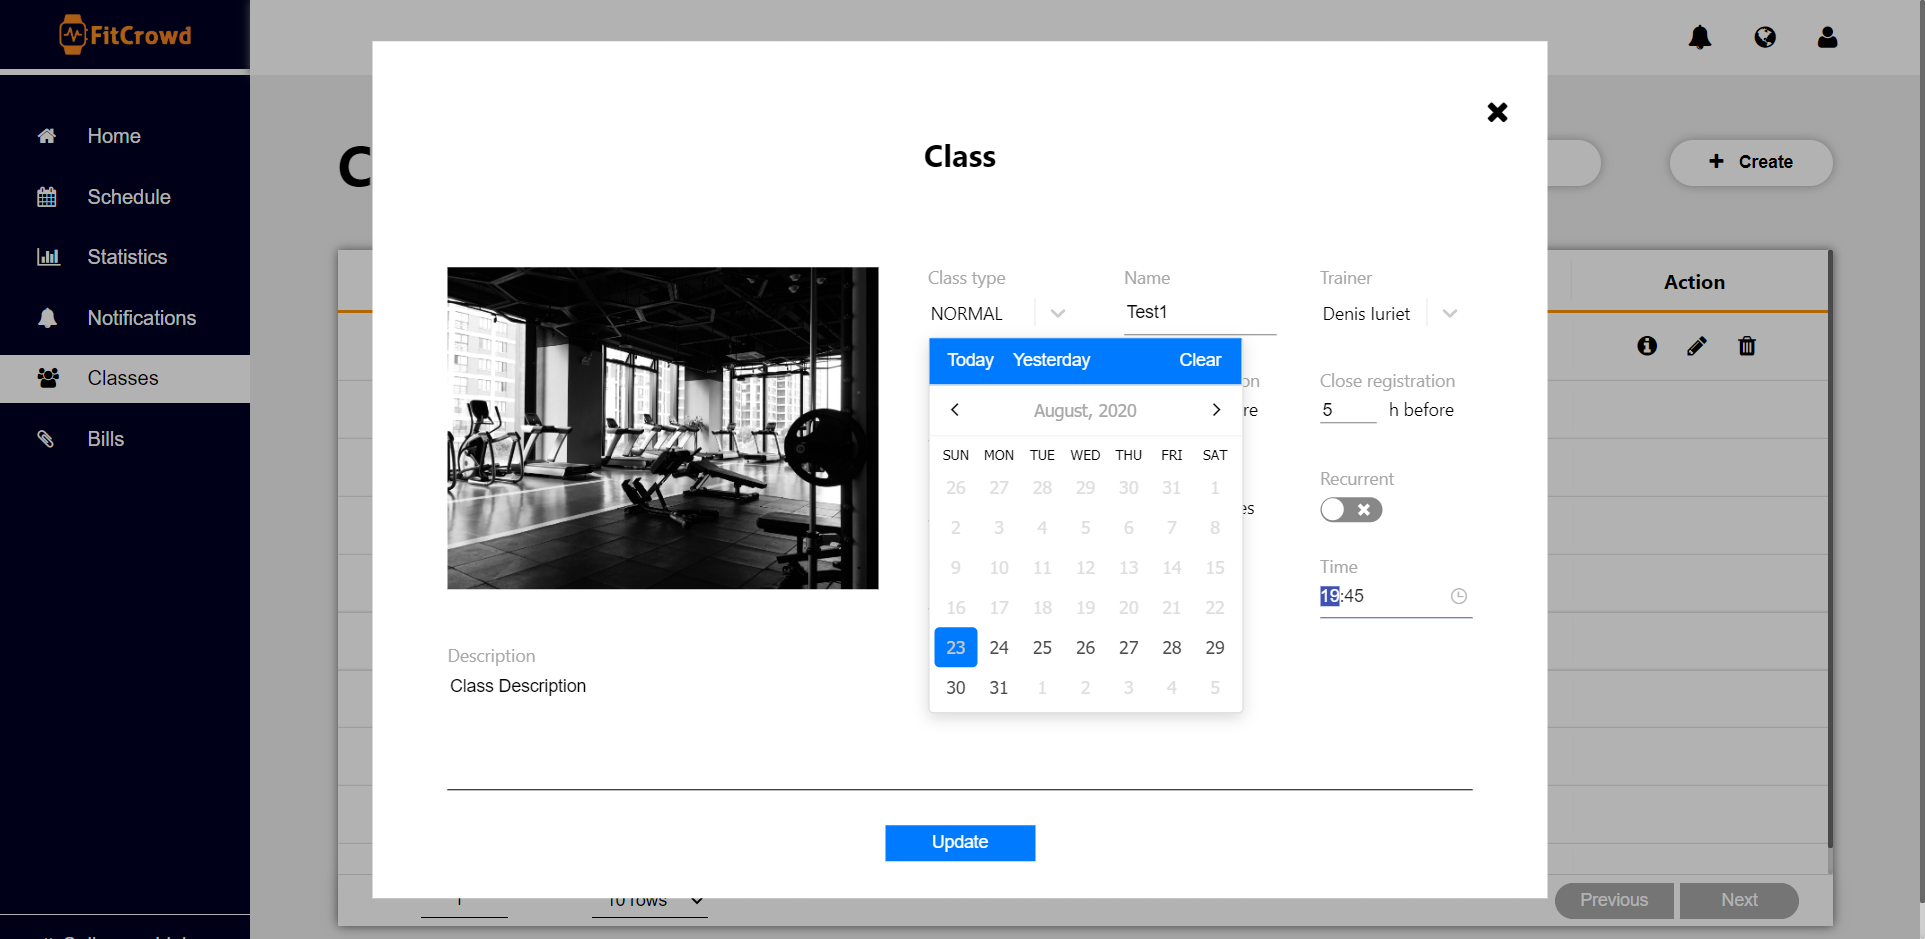 FitCrowd
Home
Schedule
Statistics
Notifications
Classes
Bills
C
Create
Class
Class type
Name
Trainer
NORMAL
Test1
Denis Iuriet
Action
Today Yesterday Clear
on
Close registration
August, 2020
re
5 h before
SUN MON TUE WED THU FRI SAT
26 27 28 29 30 31 1
2 3 4 5 6 7 8
9 10 11 12 13 14 15
16 17 18 19 20 21 22
23 24 25 26 27 28 29
30 31 1 2 3 4 5
Recurrent
es
Time
19:45
Description
Class Description
Update
1
10 rows
Previous
Next